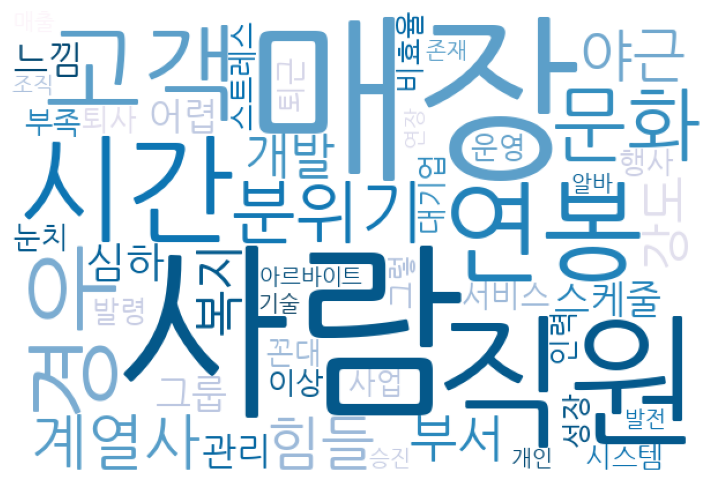 매출
고객
매장
야근
느낌
스트레스
비효율
존재
조직
퇴근
부족
퇴사
어렵
연장
운영
문화
시간
개발
행사
분위기
대기업
연봉
알바
강도
눈치
심하
복지
경우
사람
아르바이트
그럴
서비스
스케줄
발령
기술
직원
꼰대
인력
그룹
이상
사업
성장
발전
계열사
관리
힘들
승진
부서
개인
시스템